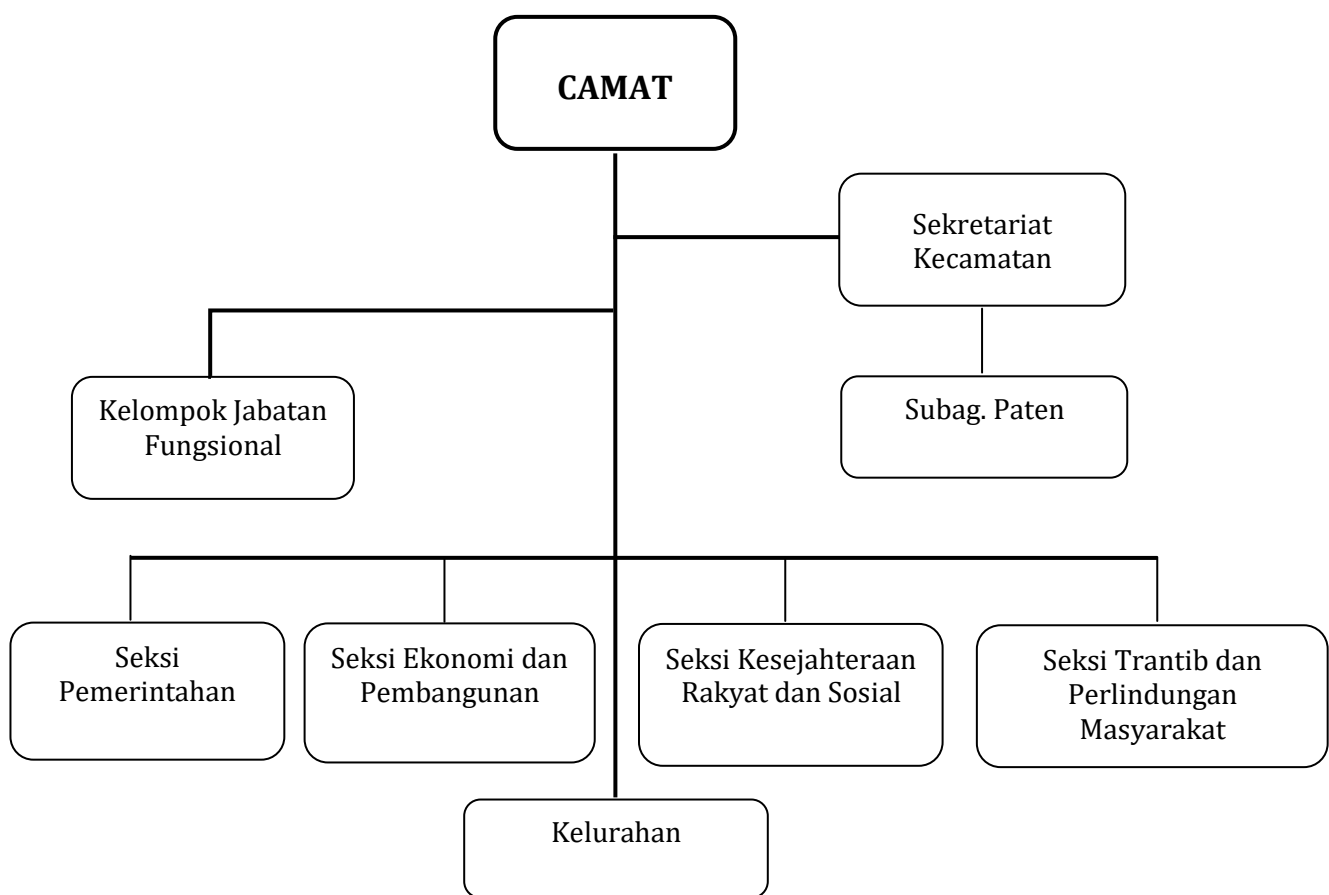 CAMAT
Sekretariat
Kecamatan
Kelompok Jabatan
Fungsional
Subag. Paten
Seksi
Pemerintahan
Seksi Ekonomi dan
Pembangunan
Seksi Kesejahteraan
Rakyat dan Sosial
Seksi Trantib dan
Perlindungan
Masyarakat
Kelurahan